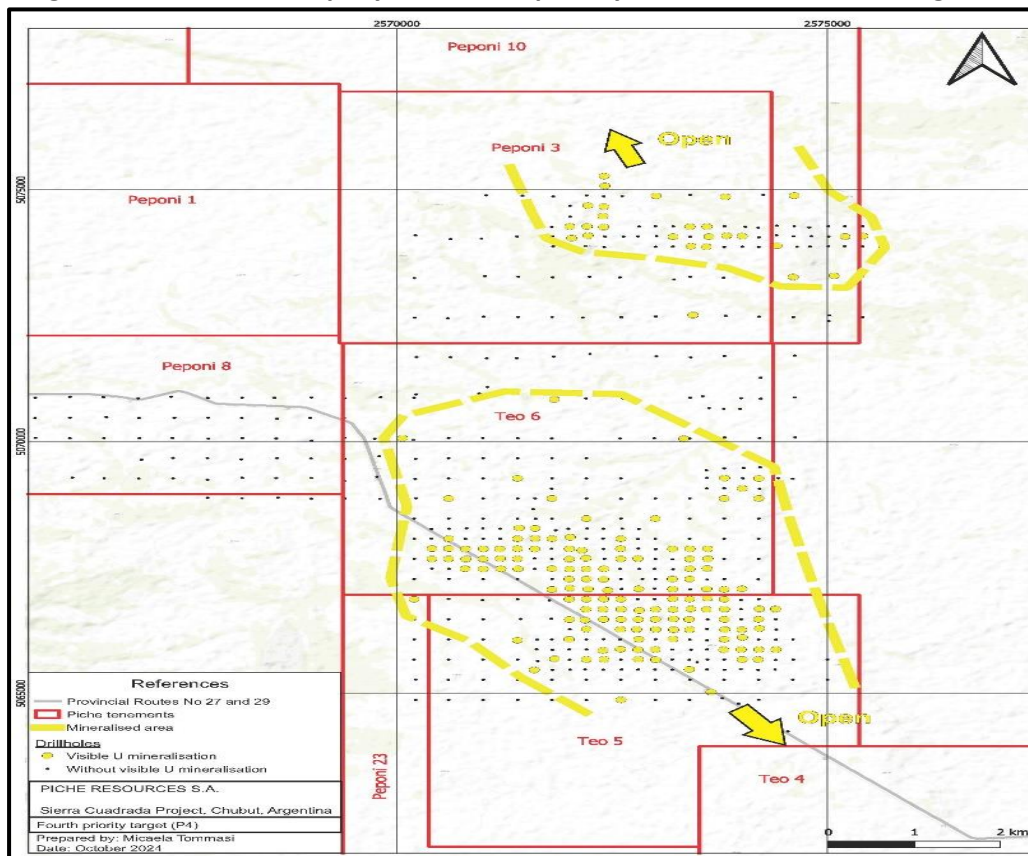 2570000
2575000
Peponi 10
Open
Peponi 3
5075000
5075000
Peponi 1
Peponi 8
Teo 6
5070000
5070000
References
Provincial Routes No 27 and 29
Piche tenements
Mineralised area
Drillholes
Visible U mineralisation
Without visible U mineralisation
5065000
5065000
Open
Teo 5
Peponi 23
Teo 4
PICHE RESOURCES S.A.
Sierra Cuadrada Project, Chubut, Argentina
Fourth priority target (P4)
Prepared by: Micaela Tommasi
Date: October 2024
0 1 2 km